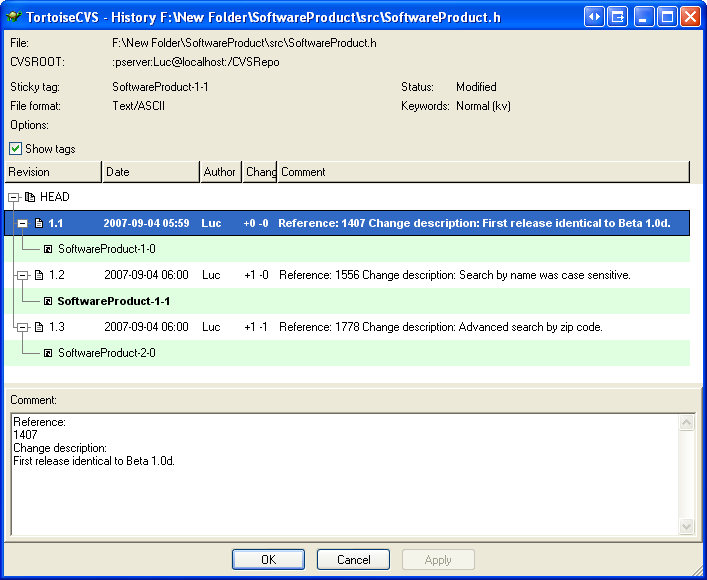 TortoiseCVS - History F:\New Folder\SoftwareProduct\src\SoftwareProduct.h
File: F:\New Folder\SoftwareProduct\src\SoftwareProduct.h
CVSROOT: :pserver:Luc@localhost:/CVSRepo
Sticky tag: SoftwareProduct-1-1 Status: Modified
File format: Text/ASCII Keywords: Normal (kv)
Options:
Show tags
Revision Date Author Chang Comment
HEAD
1.1 2007-09-04 05:59 Luc +0 -0 Reference: 1407 Change description: First release identical to Beta 1.0d.
SoftwareProduct-1-0
1.2 2007-09-04 06:00 Luc +1 -0 Reference: 1556 Change description: Search by name was case sensitive.
SoftwareProduct-1-1
1.3 2007-09-04 06:00 Luc +1 -1 Reference: 1778 Change description: Advanced search by zip code.
SoftwareProduct-2-0
Comment:
Reference:
1407
Change description:
First release identical to Beta 1.0d.
OK Cancel Apply